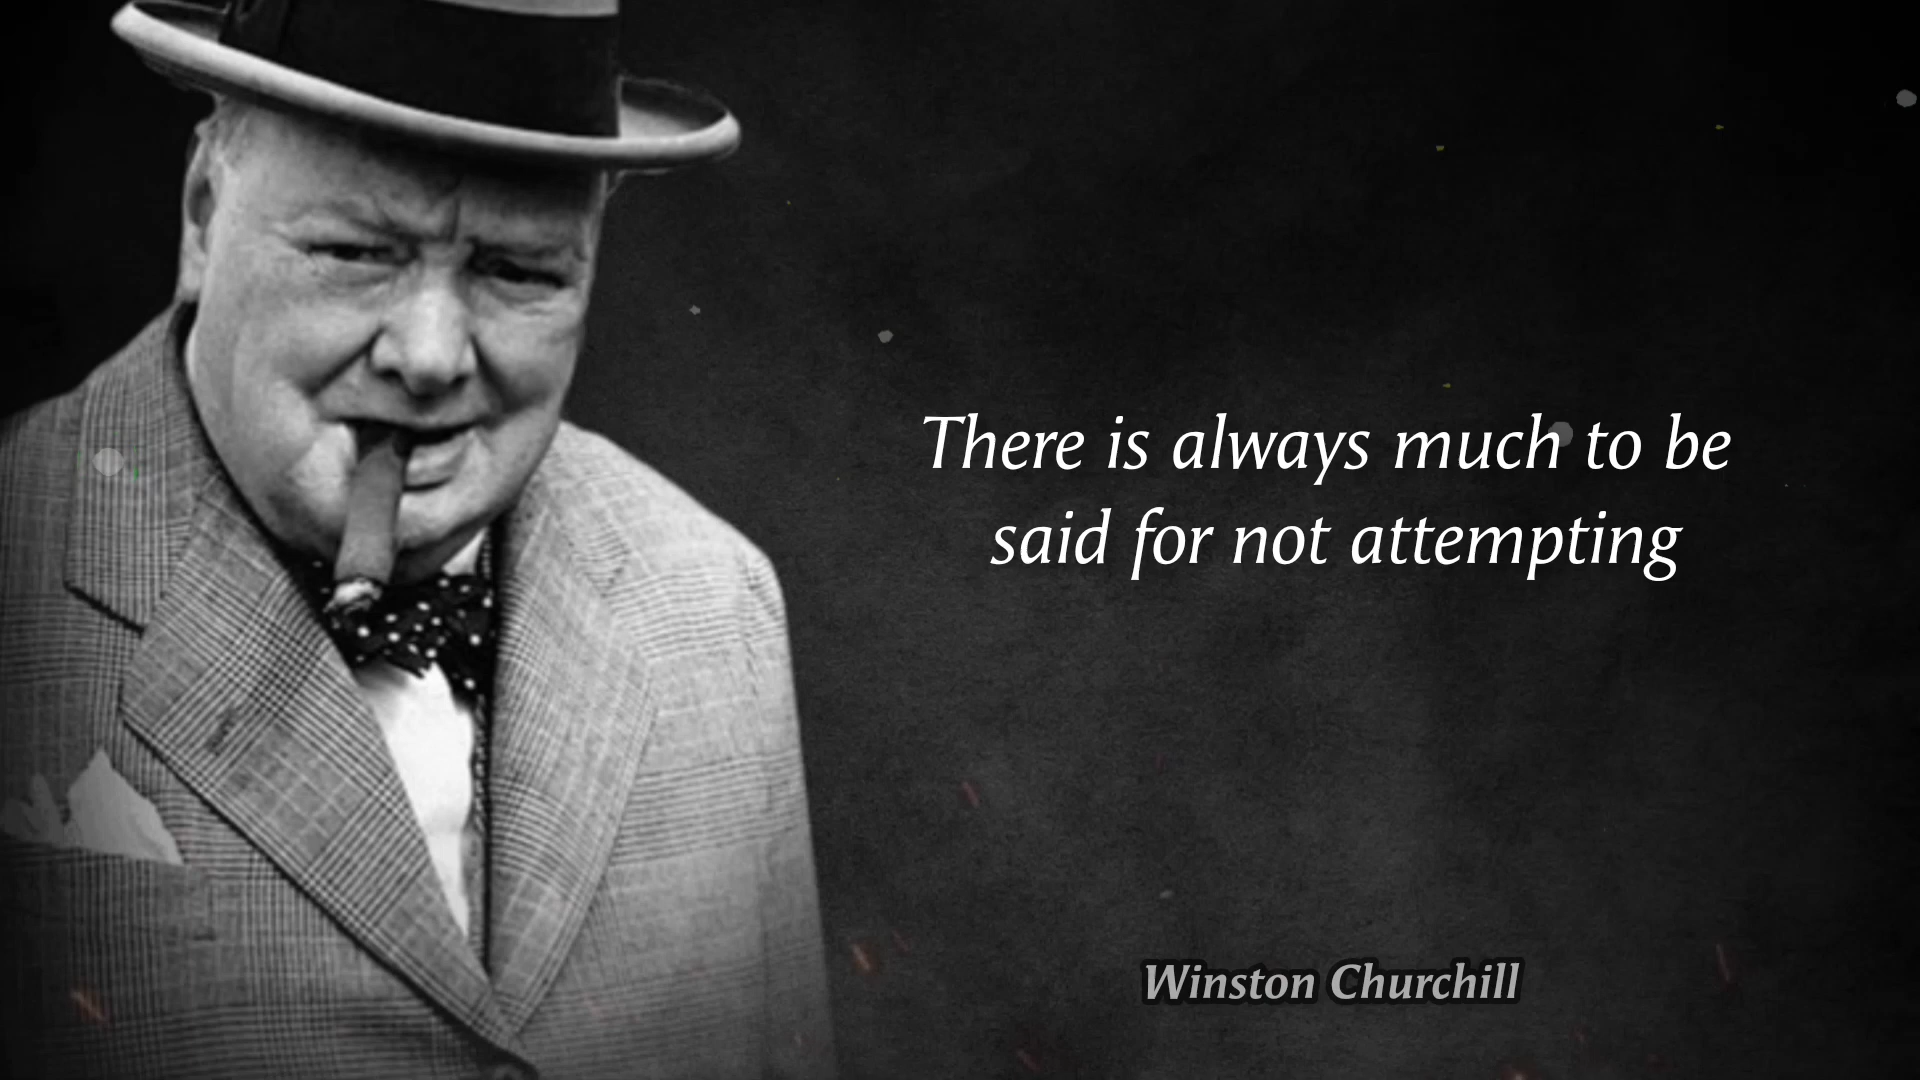 There is always much to be
said for not attempting
Winston Churchill